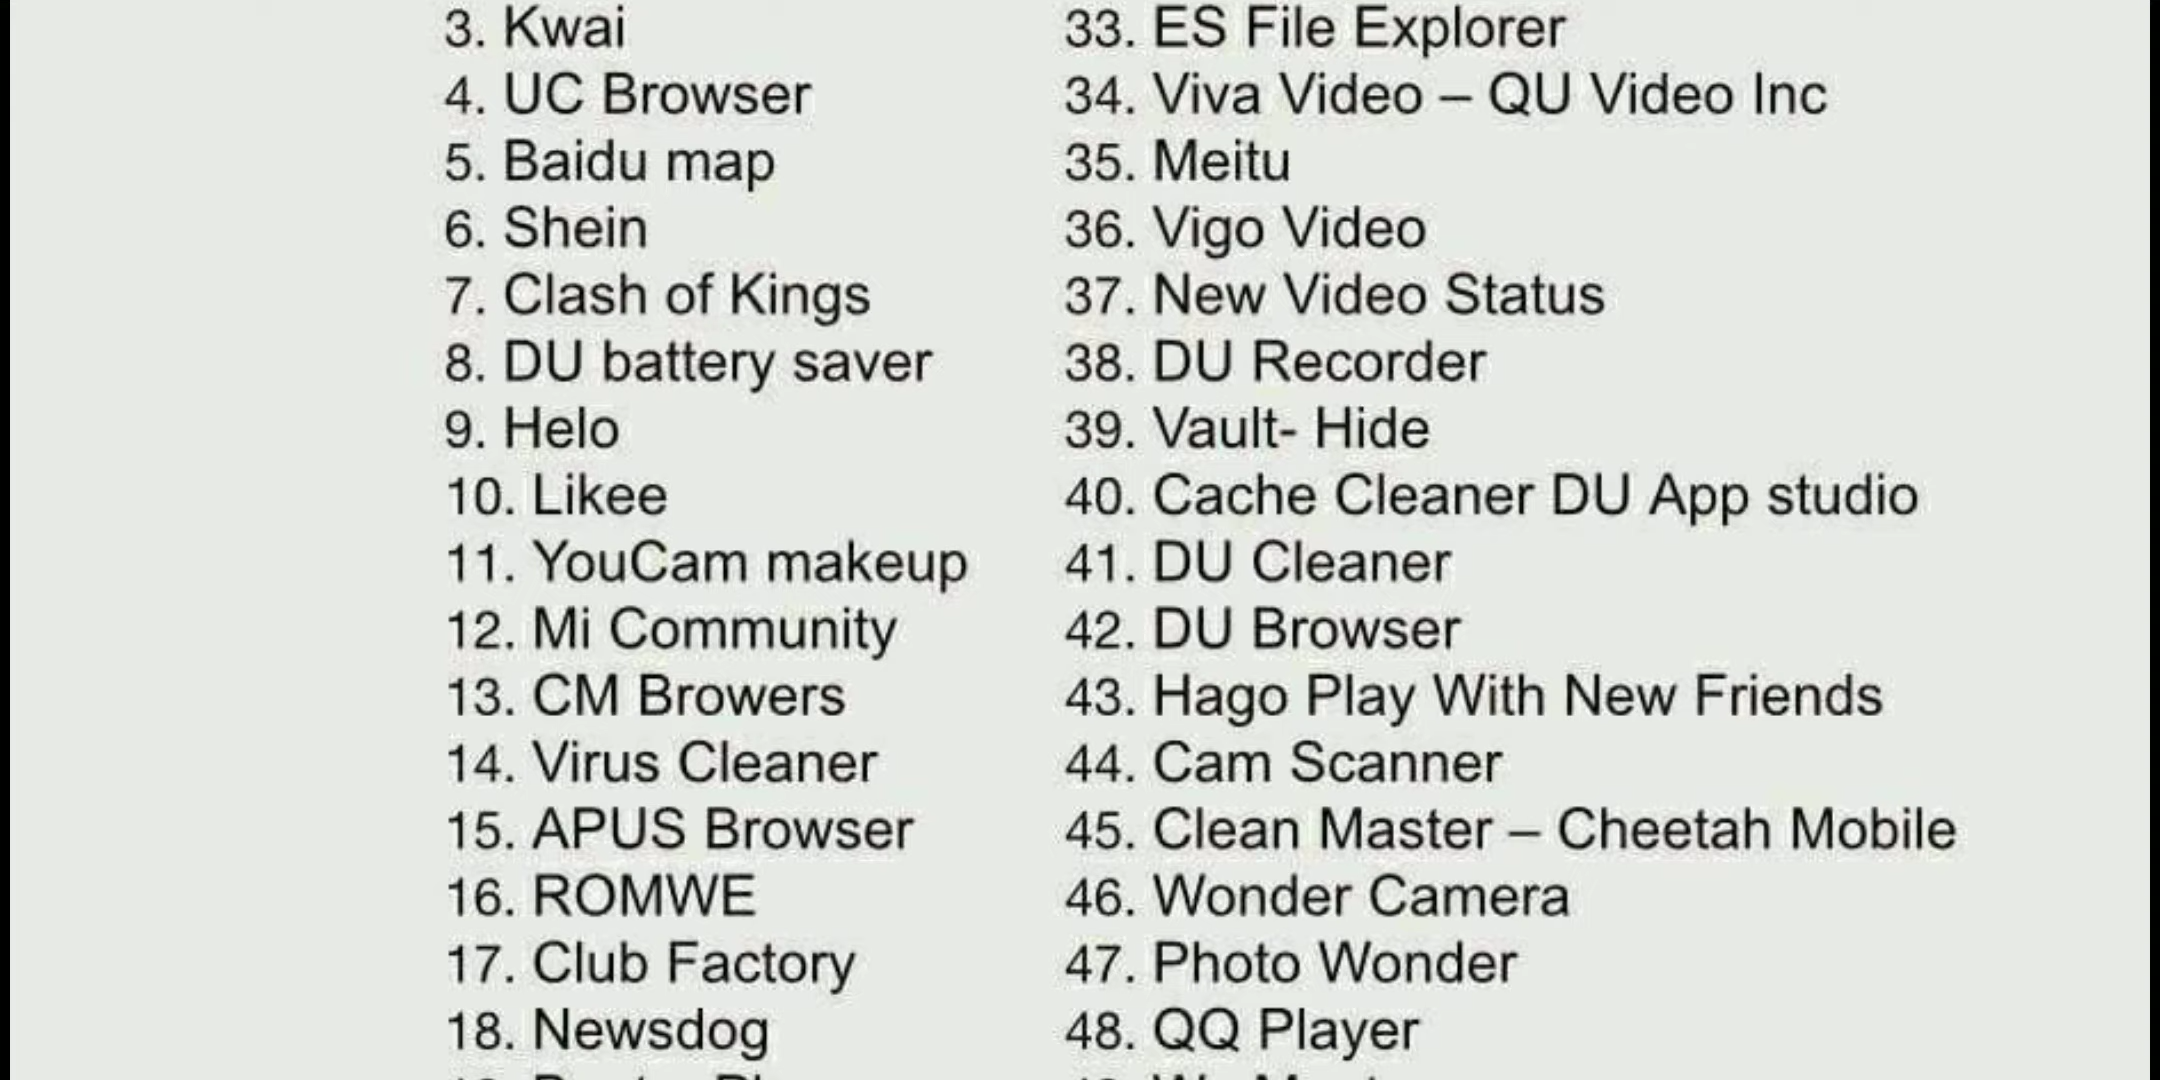 3. Kwai
4. UC Browser
5. Baidu map
6. Shein
7. Clash of Kings
8. DU battery saver
9. Helo
10. Likee
11. YouCam makeup
12. Mi Community
13. CM Browers
14. Virus Cleaner
15. APUS Browser
16. ROMWE
17. Club Factory
18. Newsdog
33. ES File Explorer
34. Viva Video – QU Video Inc
35. Meitu
36. Vigo Video
37. New Video Status
38. DU Recorder
39. Vault- Hide
40. Cache Cleaner DU App studio
41. DU Cleaner
42. DU Browser
43. Hago Play With New Friends
44. Cam Scanner
45. Clean Master – Cheetah Mobile
46. Wonder Camera
47. Photo Wonder
48. QQ Player